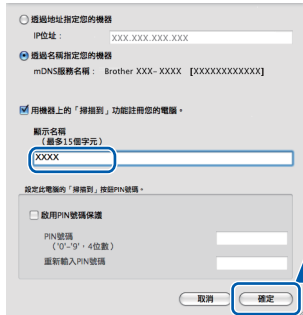 透過地址指定您的機器
IP位址： XXX.XXX.XXX.XXX
透過名稱指定您的機器
mDNS服務名稱： Brother XXX- XXXX [XXXXXXXXXXXX]
用機器上的「掃描到」功能註冊您的電腦。
顯示名稱
（最多15個字元）
XXXX
設定此電腦的「掃描到」按鈕PIN號碼。
啟用PIN號碼保護
PIN號碼
（'0'-'9'，4位數）
重新輸入PIN號碼
取消 確定